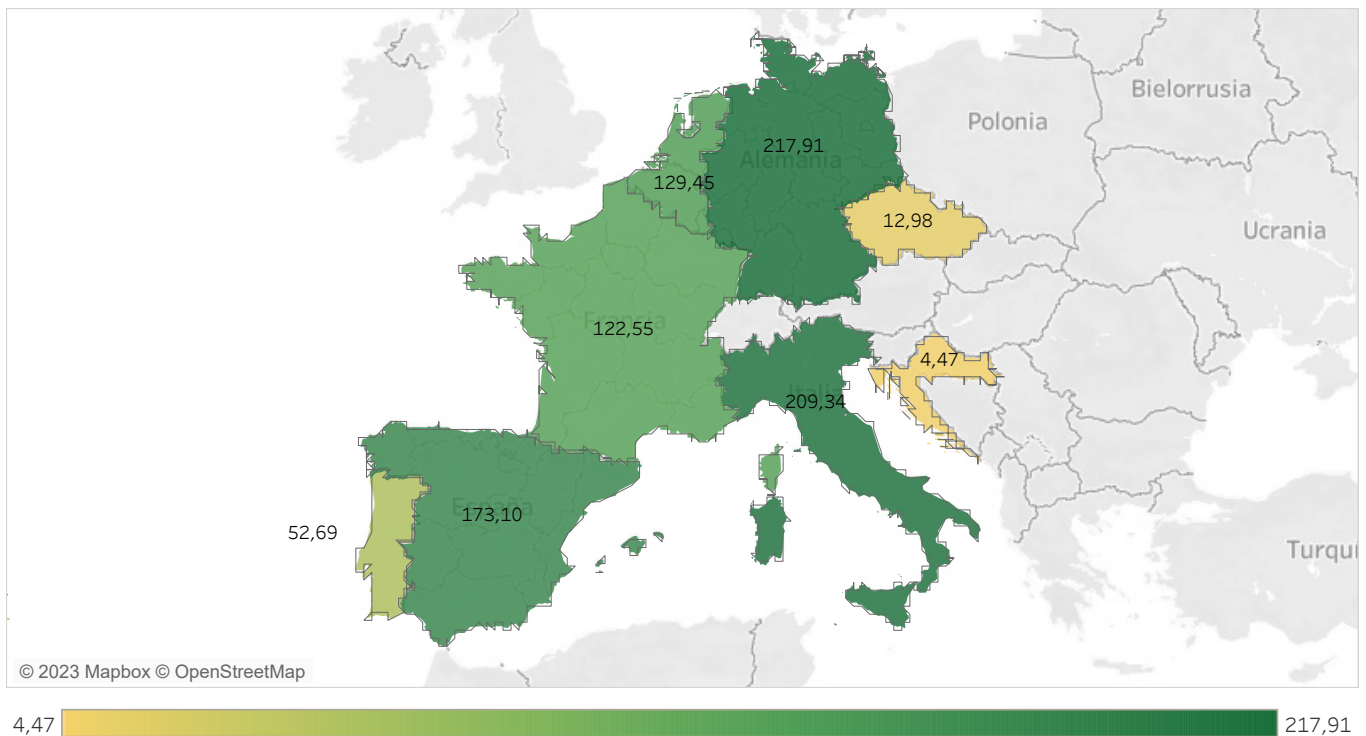 Bielorrusia
Polonia
217,91
Alemania
129,45
12,98
Ucrania
Francia
122,55
4,47
Italia
209,34
España
173,10
52,69
Turquí
© 2023 Mapbox © OpenStreetMap
4,47
217,91